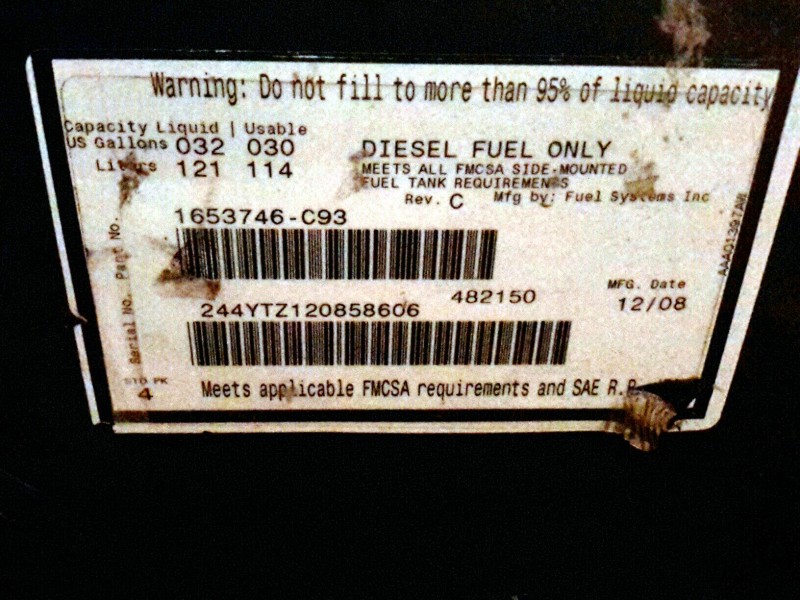 Warning: Do not fill to more than 95% of liquid capacity
Capacity Liquid | Usable
US Gallons 032 030
Liters 121 114
DIESEL FUEL ONLY
MEETS ALL FMCSA SIDE-MOUNTED
FUEL TANK REQUIREMENTS
Rev. C Mfg by: Fuel Systems Inc
Part No.
1653746-C93
AAA01397AW
Serial No.
244YTZ120858606
482150
MFG. Date
12/08
STD PK
4
Meets applicable FMCSA requirements and SAE R.P.